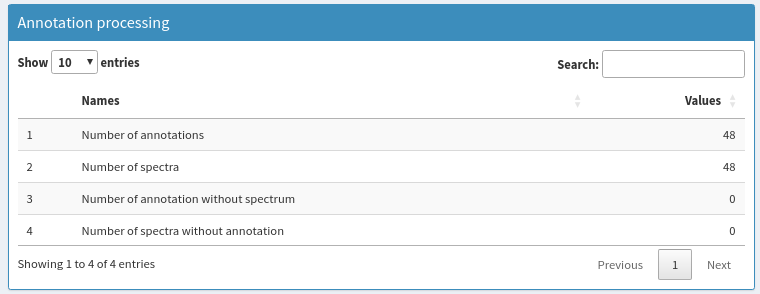 Annotation processing
Show 10 entries Search:
Names Values
1 Number of annotations 48
2 Number of spectra 48
3 Number of annotation without spectrum 0
4 Number of spectra without annotation 0
Showing 1 to 4 of 4 entries Previous 1 Next